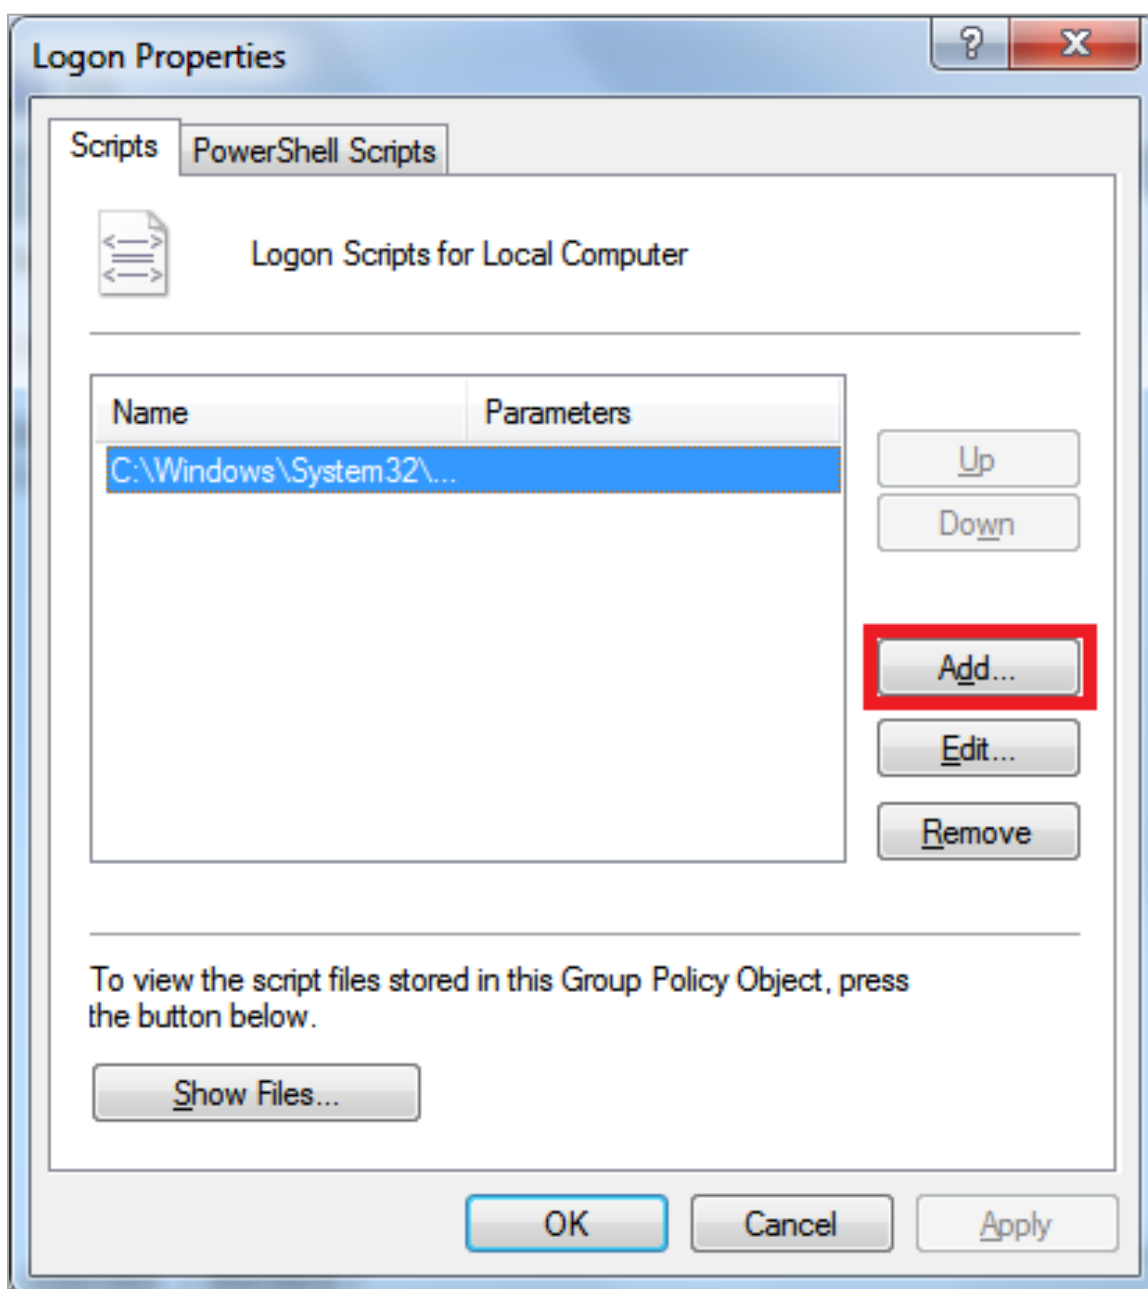 Logon Properties
Scripts
PowerShell Scripts
Logon Scripts for Local Computer
Name Parameters
C:\Windows\System32\...
Up
Down
Add...
Edit...
Remove
To view the script files stored in this Group Policy Object, press
the button below.
Show Files...
OK Cancel Apply